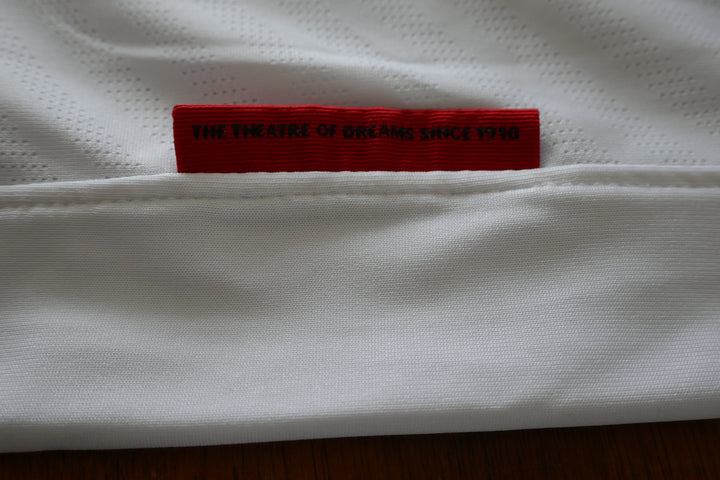 THE THEATRE OF DREAMS SINCE 1910